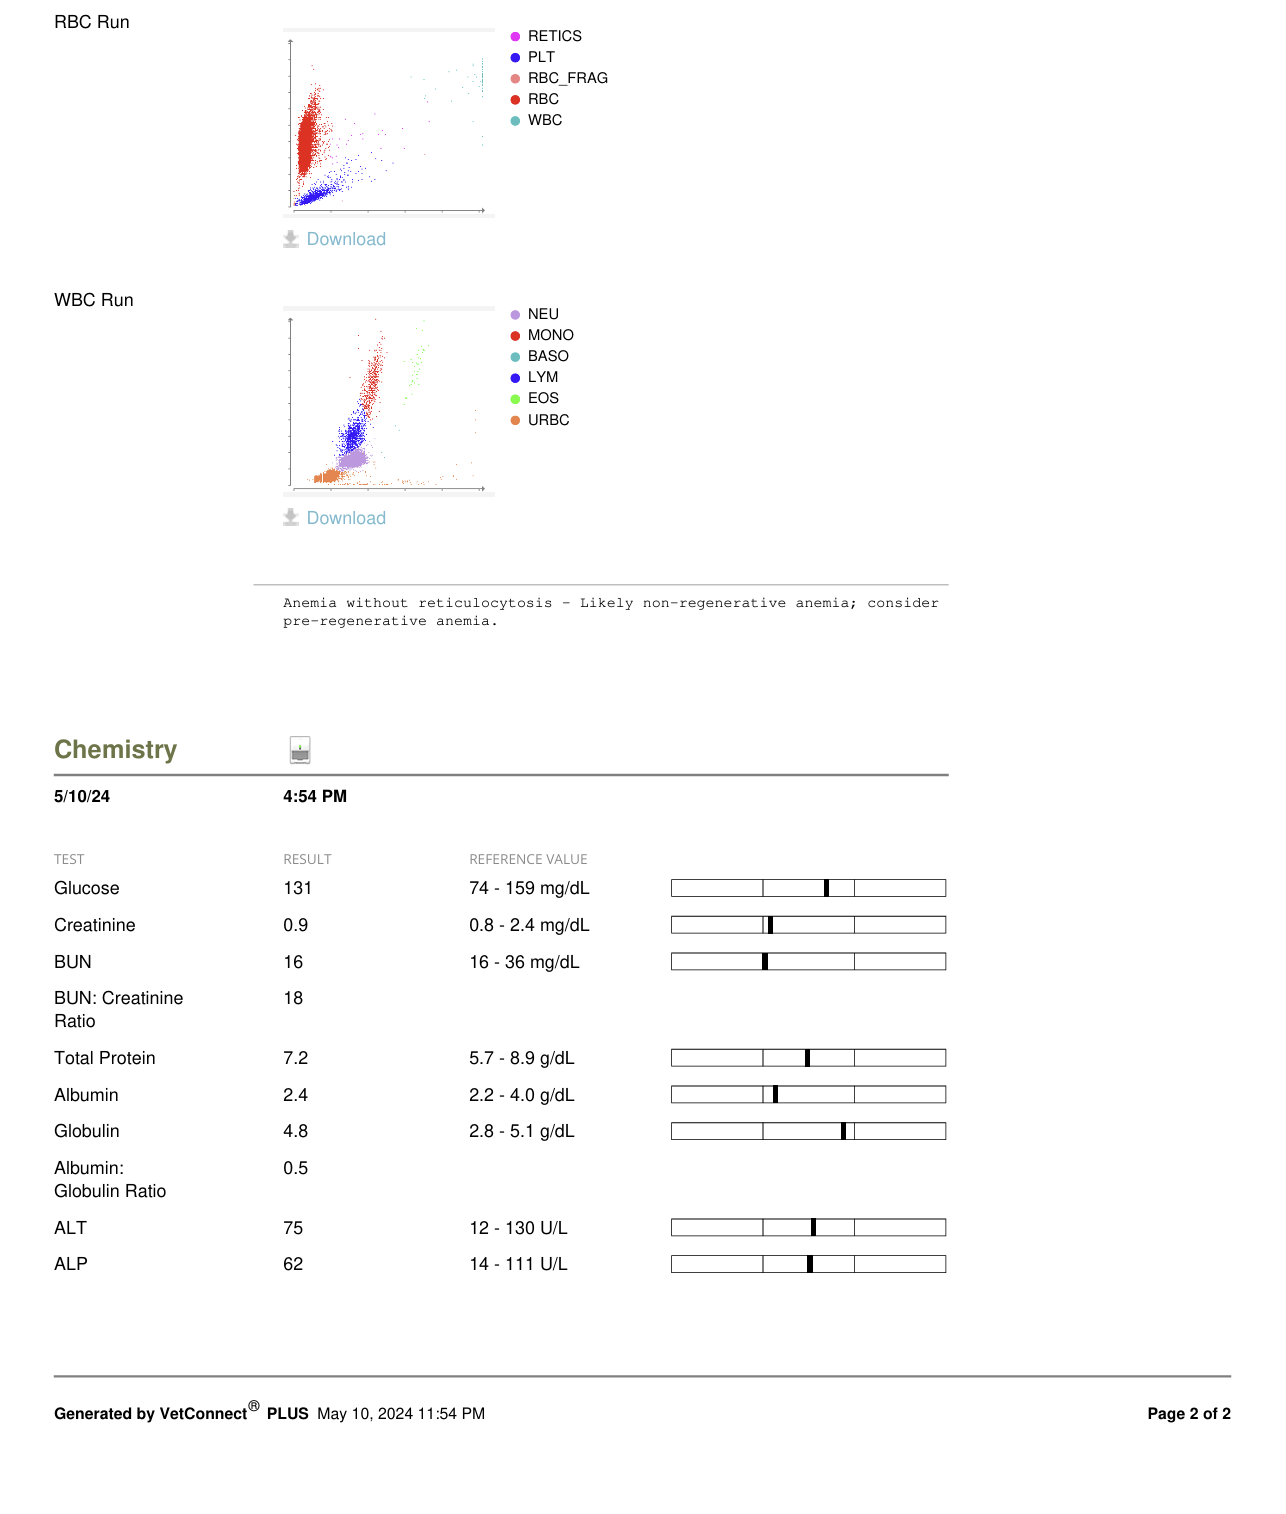 RBC Run
RETICS
PLT
RBC_FRAG
RBC
WBC
Download
WBC Run
NEU
MONO
BASO
LYM
EOS
URBC
Download
Anemia without reticulocytosis - Likely non-regenerative anemia; consider
pre-regenerative anemia.
Chemistry
5/10/24 4:54 PM
TEST RESULT REFERENCE VALUE
Glucose 131 74 - 159 mg/dL
Creatinine 0.9 0.8 - 2.4 mg/dL
BUN 16 16 - 36 mg/dL
BUN: Creatinine 18
Ratio
Total Protein 7.2 5.7 - 8.9 g/dL
Albumin 2.4 2.2 - 4.0 g/dL
Globulin 4.8 2.8 - 5.1 g/dL
Albumin: 0.5
Globulin Ratio
ALT 75 12 - 130 U/L
ALP 62 14 - 111 U/L
Generated by VetConnect® PLUS May 10, 2024 11:54 PM Page 2 of 2